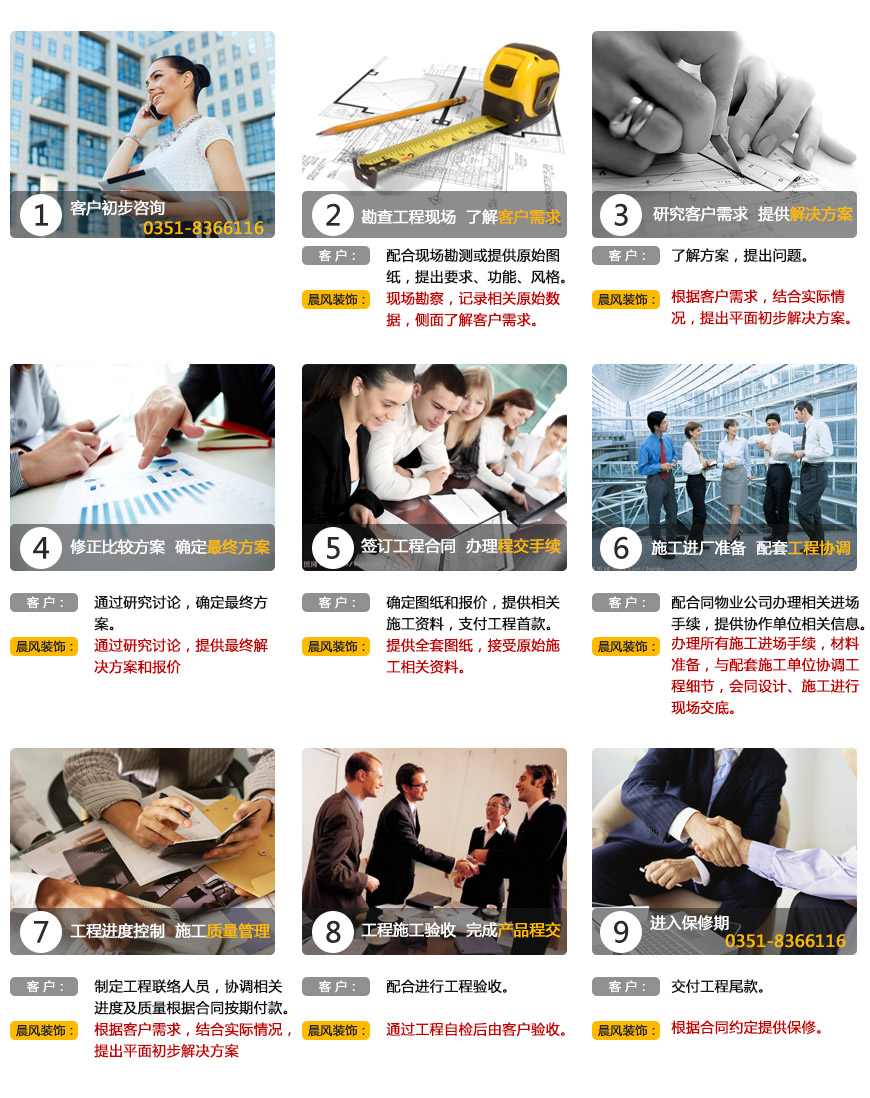 1
客户初步咨询
0351-8366116
2
勘查工程现场 了解客户需求
客 户：
配合现场勘测或提供原始图
纸，提出要求、功能、风格。
晨风装饰：
现场勘察，记录相关原始数
据，侧面了解客户需求。
3
研究客户需求 提供解决方案
客 户：
了解方案，提出问题。
晨风装饰：
根据客户需求，结合实际情
况，提出平面初步解决方案。
4
修正比较方案 确定最终方案
客 户：
通过研究讨论，确定最终方
案。
晨风装饰：
通过研究讨论，提供最终解
决方案和报价
5
签订工程合同 办理程交手续
客 户：
确定图纸和报价，提供相关
施工资料，支付工程首款。
晨风装饰：
提供全套图纸，接受原始施
工相关资料。
6
施工进厂准备 配套工程协调
客 户：
配合同物业公司办理相关进场
手续，提供协作单位相关信息。
晨风装饰：
办理所有施工进场手续，材料
准备，与配套施工单位协调工
程细节，会同设计、施工进行
现场交底。
7
工程进度控制 施工质量管理
客 户：
制定工程联络人员，协调相关
进度及质量根据合同按期付款。
晨风装饰：
根据客户需求，结合实际情况，
提出平面初步解决方案
8
工程施工验收 完成产品程交
客 户：
配合进行工程验收。
晨风装饰：
通过工程自检后由客户验收。
9
进入保修期
0351-8366116
客 户：
交付工程尾款。
晨风装饰：
根据合同约定提供保修。